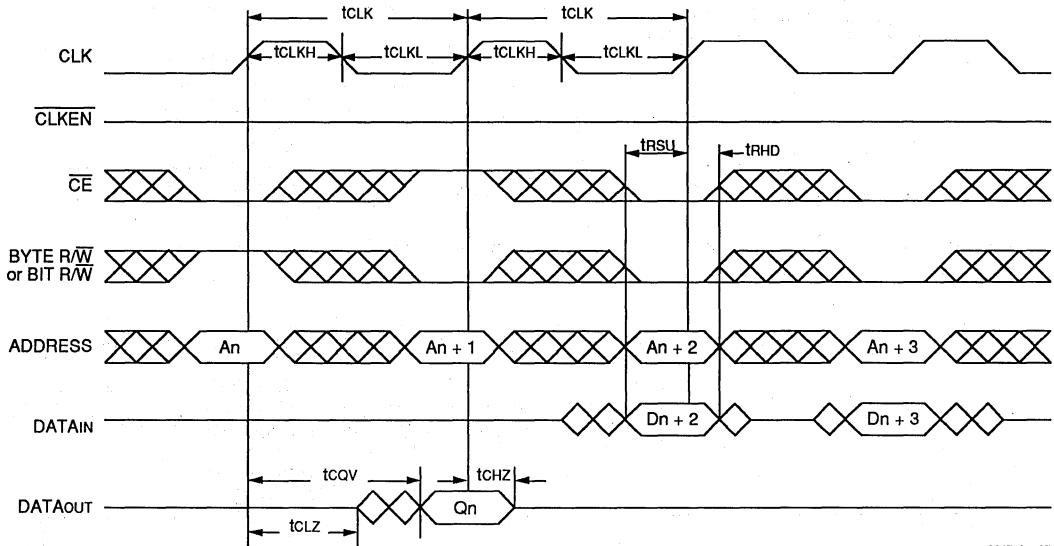 tCLK tCLK
CLK tCLKH tCLKL tCLKH tCLKL
CLKEN
tRSU tRHD
CE
BYTE R/W
or BIT R/W
ADDRESS An An + 1 An + 2 An + 3
DATAIN Dn + 2 Dn + 3
tCQV tCHZ
DATAOUT Qn
tCLZ